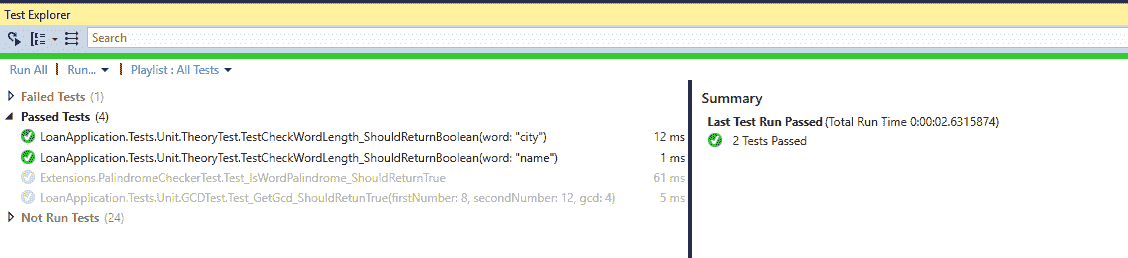 Test Explorer
Search
Run All Run... Playlist : All Tests
Failed Tests (1)
Passed Tests (4)
LoanApplication.Tests.Unit.TheoryTest.TestCheckWordLength_ShouldReturnBoolean(word: "city") 12 ms
LoanApplication.Tests.Unit.TheoryTest.TestCheckWordLength_ShouldReturnBoolean(word: "name") 1 ms
Extensions.PalindromeCheckerTest.Test_IsWordPalindrome_ShouldReturnTrue 61 ms
LoanApplication.Tests.Unit.GCDTest.Test_GetGcd_ShouldRetunTrue(firstNumber: 8, secondNumber: 12, gcd: 4) 5 ms
Not Run Tests (24)
Summary
Last Test Run Passed (Total Run Time 0:00:02.6315874)
2 Tests Passed